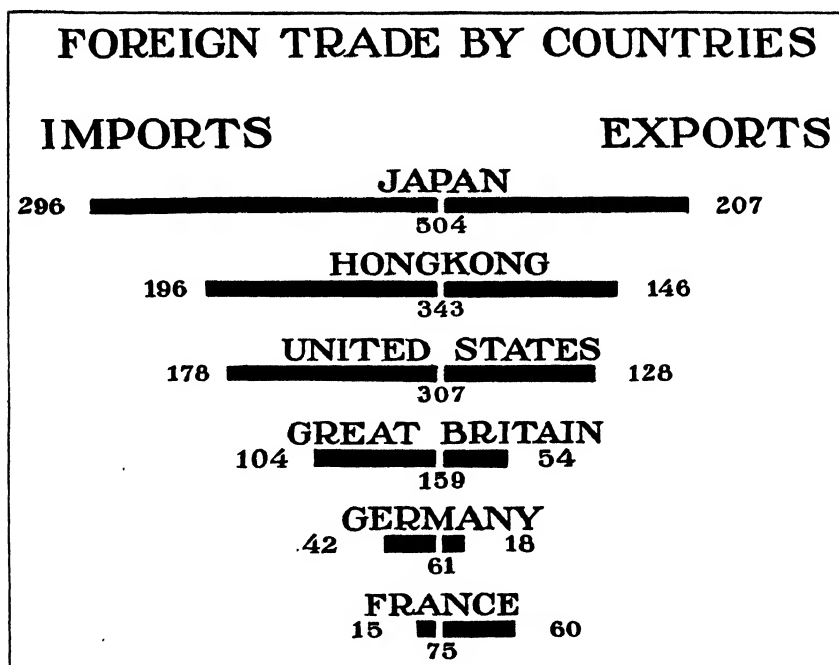 FOREIGN TRADE BY COUNTRIES
IMPORTS EXPORTS
JAPAN
296 207
504
HONGKONG
196 146
343
UNITED STATES
178 128
307
GREAT BRITAIN
104 54
159
GERMANY
42 18
61
FRANCE
15 60
75